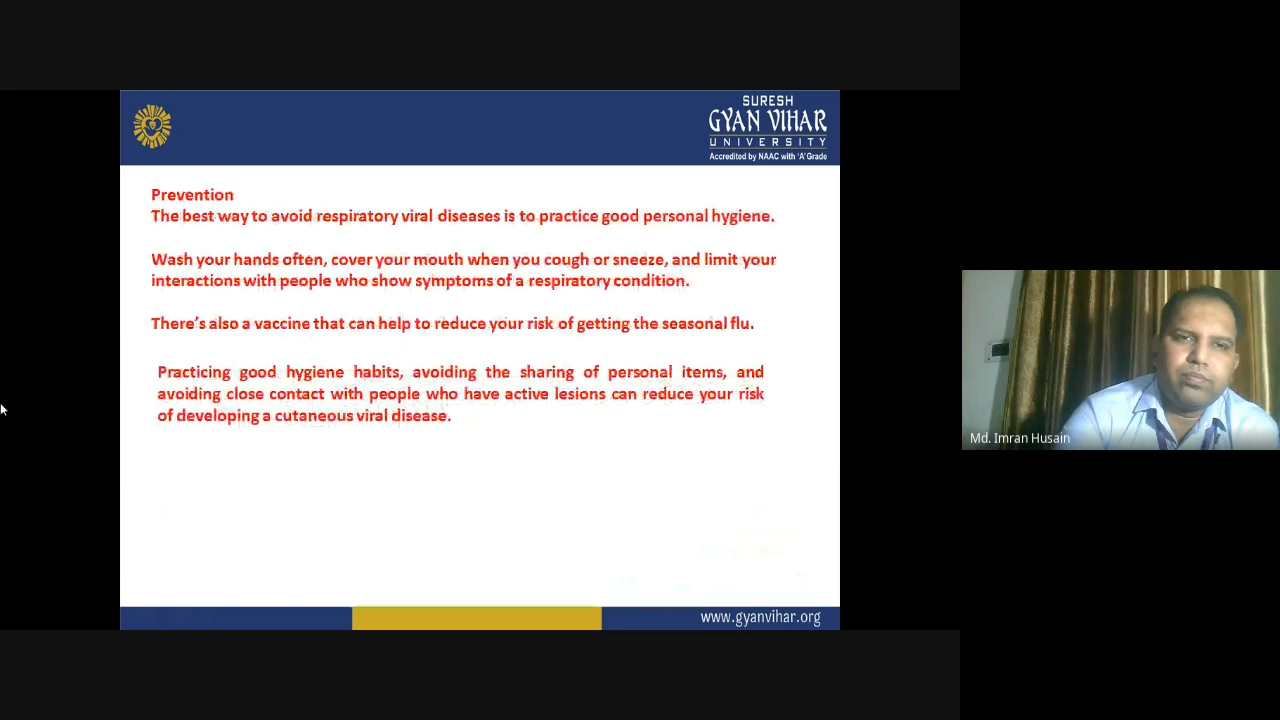 SURESH
GYAN VIHAR
UNIVERSITY
Accredited by NAAC with 'A' Grade
Prevention
The best way to avoid respiratory viral diseases is to practice good personal hygiene.
Wash your hands often, cover your mouth when you cough or sneeze, and limit your
interactions with people who show symptoms of a respiratory condition.
There's also a vaccine that can help to reduce your risk of getting the seasonal flu.
Practicing good hygiene habits, avoiding the sharing of personal items, and
avoiding close contact with people who have active lesions can reduce your risk
of developing a cutaneous viral disease.
Md. Imran Husain
www.gyanvihar.org